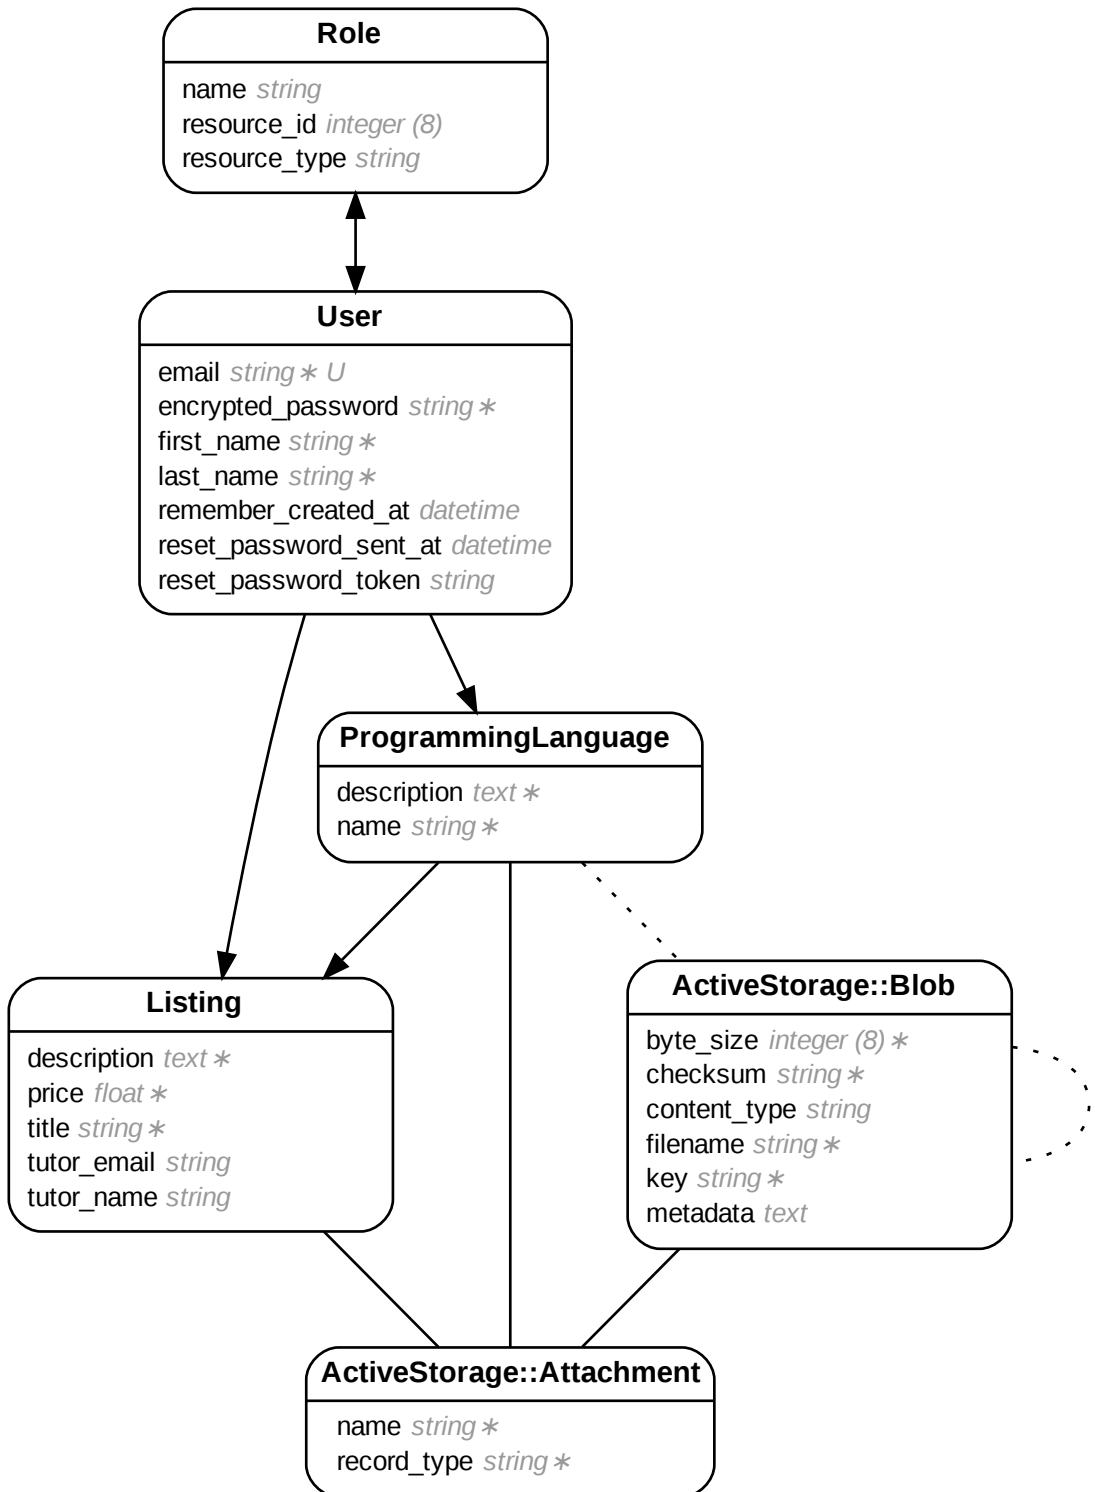 Role
name string
resource_id integer (8)
resource_type string
User
email string∗ U
encrypted_password string∗
first_name string∗
last_name string∗
remember_created_at datetime
reset_password_sent_at datetime
reset_password_token string
ProgrammingLanguage
description text∗
name string∗
Listing
description text∗
price float∗
title string∗
tutor_email string
tutor_name string
ActiveStorage::Blob
byte_size integer (8)∗
checksum string∗
content_type string
filename string∗
key string∗
metadata text
ActiveStorage::Attachment
name string∗
record_type string∗